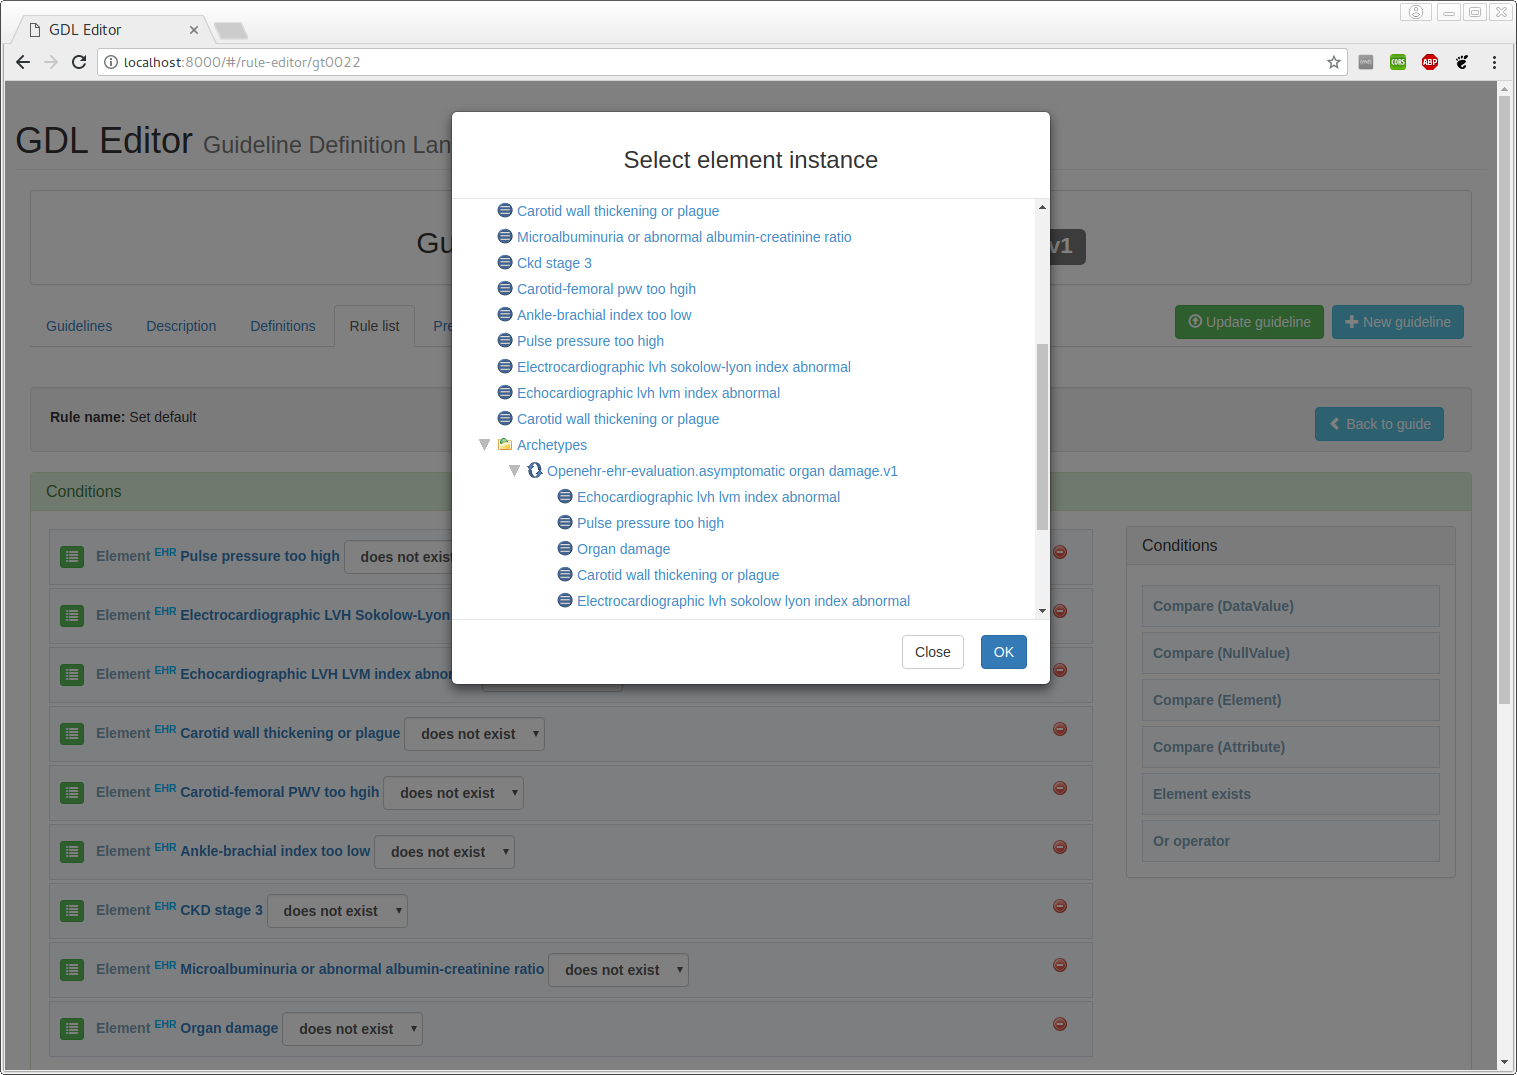 GDL Editor
localhost:8000/#/rule-editor/gt0022
CORS
ABP
GDL Editor Guideline Definition Lan
Gu
v1
Guidelines
Description
Definitions
Rule list
Pre
Update guideline
New guideline
Rule name: Set default
Back to guide
Conditions
Element EHR Pulse pressure too high does not exist
Element EHR Electrocardiographic LVH Sokolow-Lyon
Element EHR Echocardiographic LVH LVM index abnor
Element EHR Carotid wall thickening or plague does not exist
Element EHR Carotid-femoral PWV too hgih does not exist
Element EHR Ankle-brachial index too low does not exist
Element EHR CKD stage 3 does not exist
Element EHR Microalbuminuria or abnormal albumin-creatinine ratio does not exist
Element EHR Organ damage does not exist
Conditions
Compare (DataValue)
Compare (NullValue)
Compare (Element)
Compare (Attribute)
Element exists
Or operator
Select element instance
Carotid wall thickening or plague
Microalbuminuria or abnormal albumin-creatinine ratio
Ckd stage 3
Carotid-femoral pwv too hgih
Ankle-brachial index too low
Pulse pressure too high
Electrocardiographic lvh sokolow-lyon index abnormal
Echocardiographic lvh lvm index abnormal
Carotid wall thickening or plague
Archetypes
Openehr-ehr-evaluation.asymptomatic organ damage.v1
Echocardiographic lvh lvm index abnormal
Pulse pressure too high
Organ damage
Carotid wall thickening or plague
Electrocardiographic lvh sokolow lyon index abnormal
Close
OK